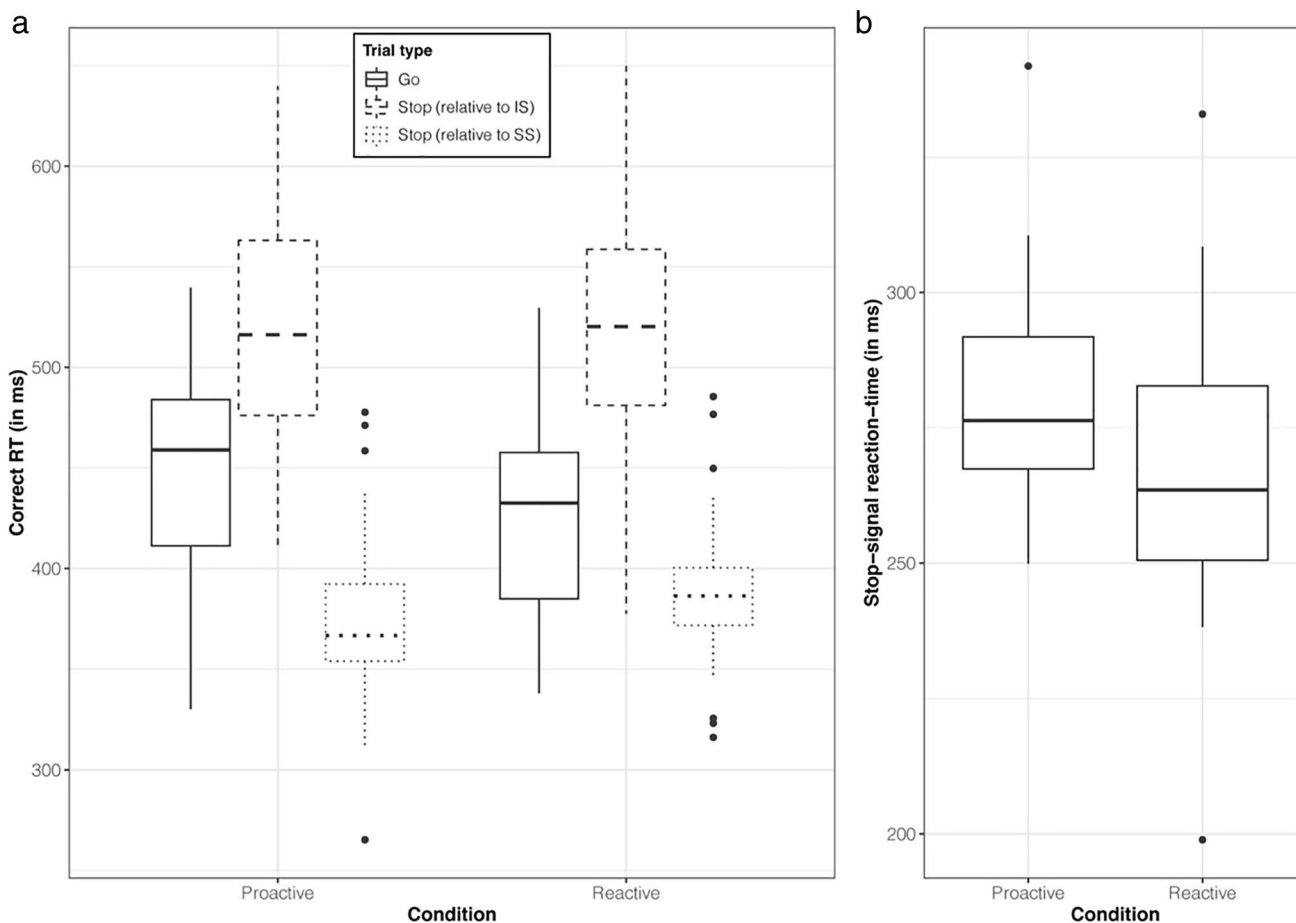 a
Trial type
Go
Stop (relative to IS)
Stop (relative to SS)
600
500
400
300
Correct RT (in ms)
Proactive
Reactive
Condition
b
300
250
200
Stop-signal reaction-time (in ms)
Proactive
Reactive
Condition